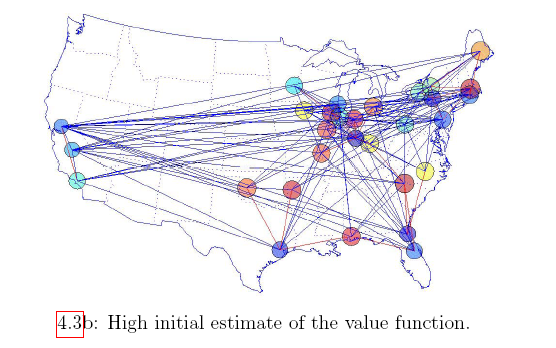 4.3b: High initial estimate of the value function.